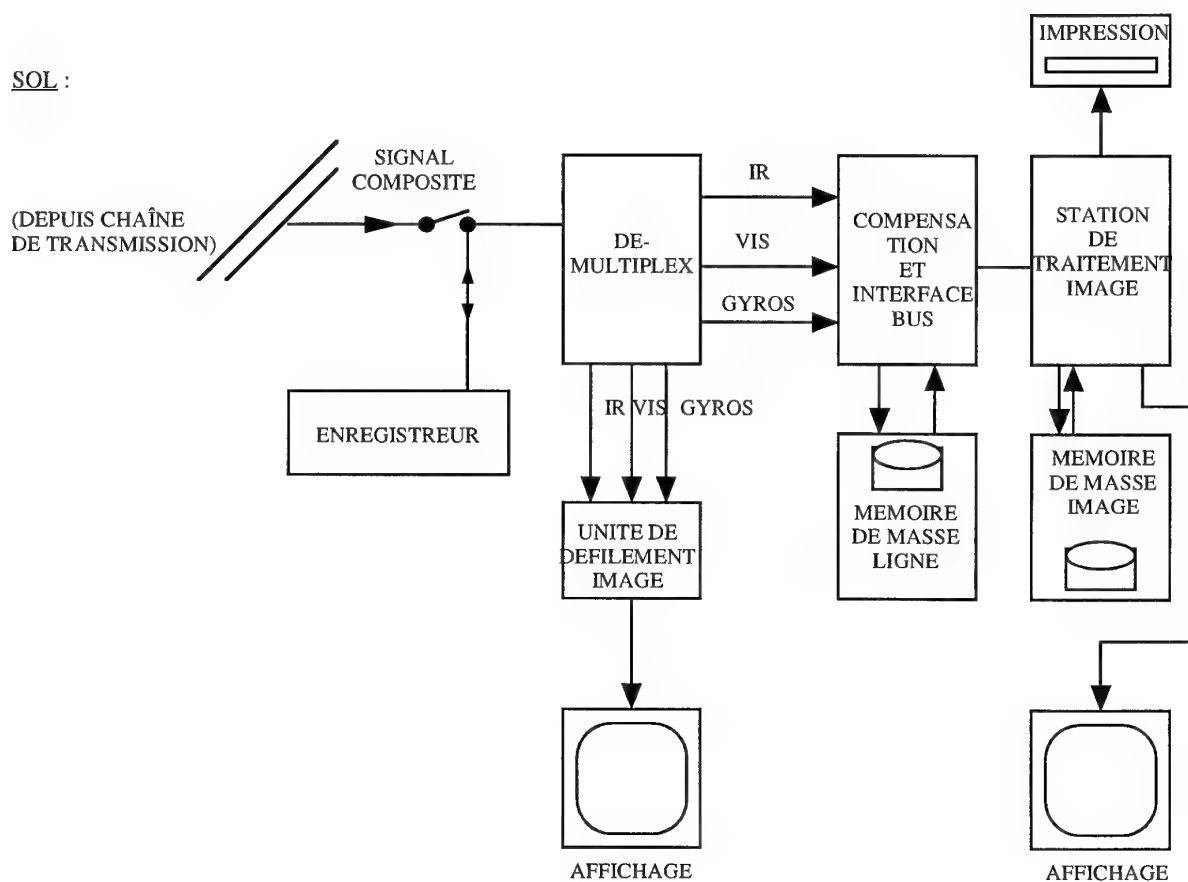 IMPRESSION
SOL :
SIGNAL
COMPOSITE
(DEPUIS CHAÎNE
DE TRANSMISSION)
DE-
MULTIPLEX
IR
VIS
GYROS
COMPENSA
TION
ET
INTERFACE
BUS
STATION
DE
TRAITEMENT
IMAGE
IR VIS GYROS
ENREGISTREUR
UNITE DE
DEFILEMENT
IMAGE
MEMOIRE
DE MASSE
LIGNE
MEMOIRE
DE MASSE
IMAGE
AFFICHAGE
AFFICHAGE